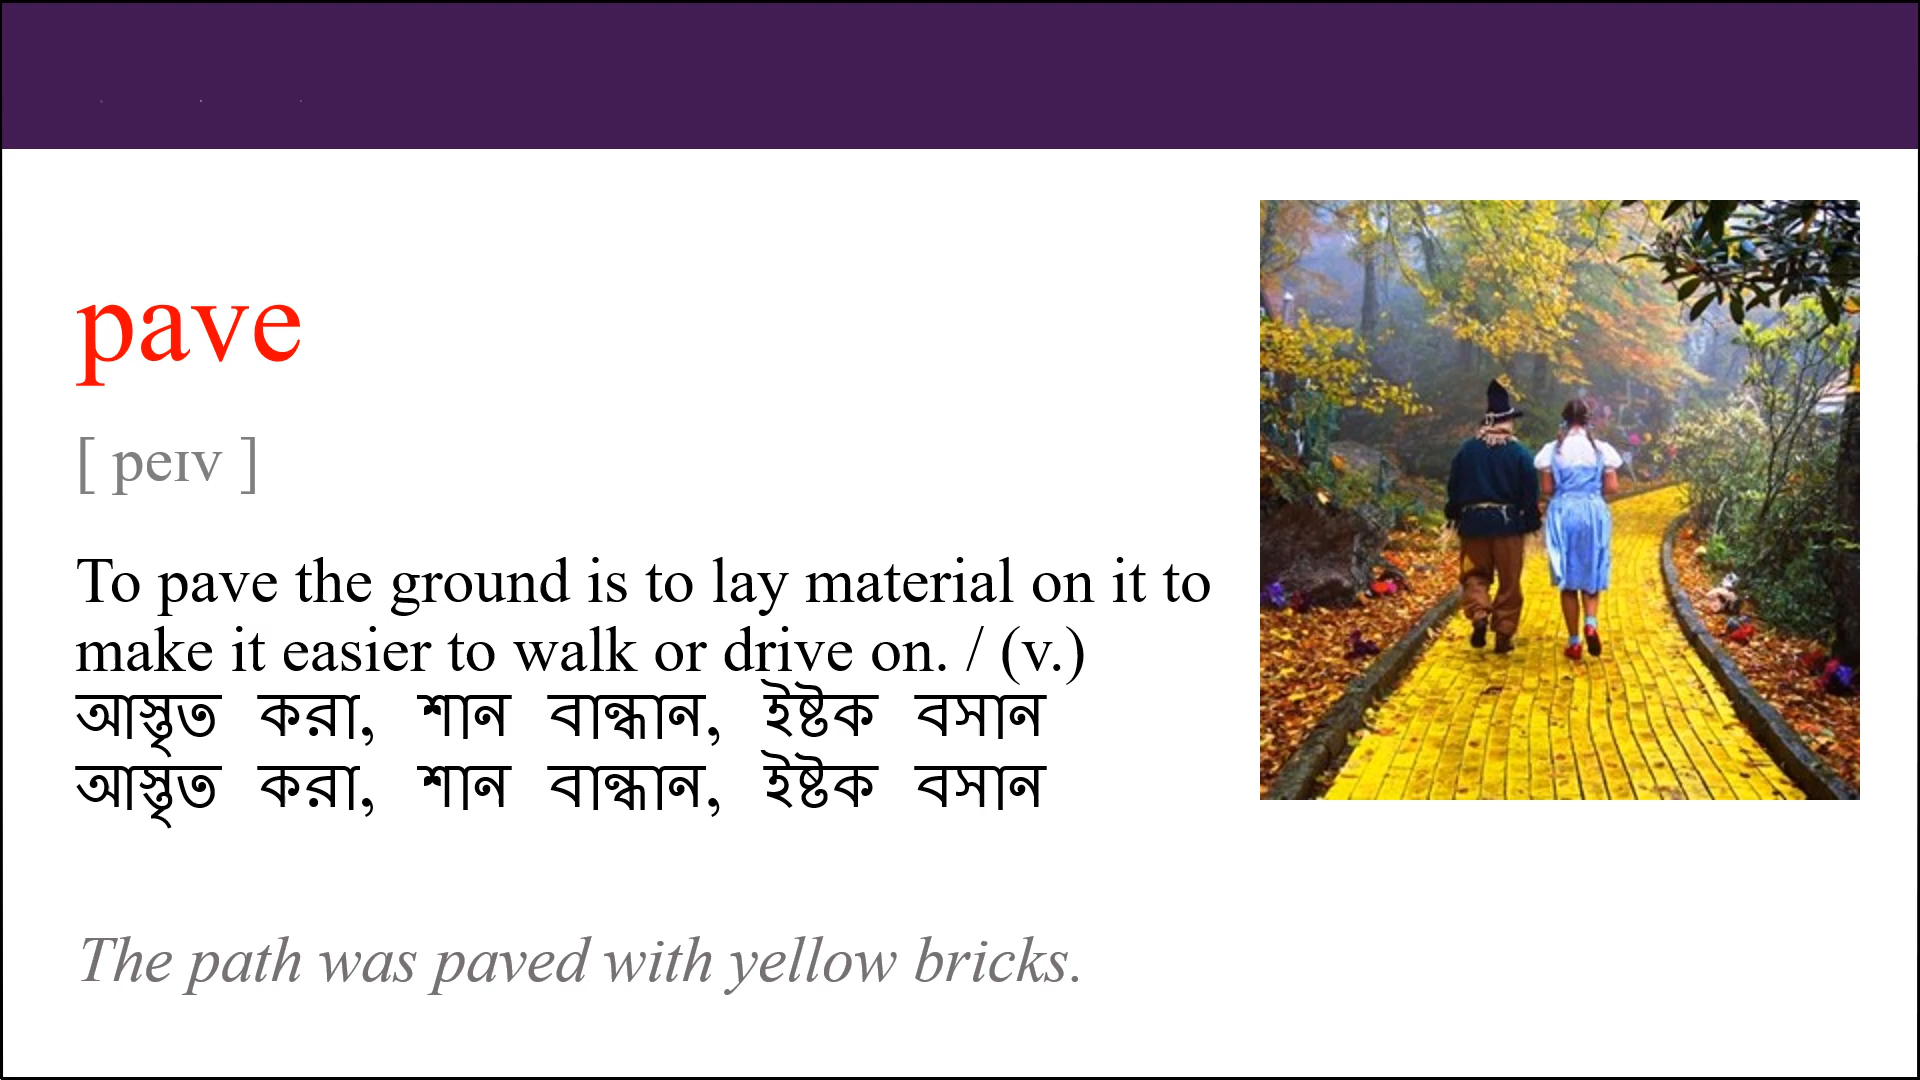 pave
[ peɪv ]
To pave the ground is to lay material on it to
make it easier to walk or drive on. / (v.)
আস্তৃত করা, শান বান্ধান, ইষ্টক বসান
আস্তৃত করা, শান বান্ধান, ইষ্টক বসান
The path was paved with yellow bricks.